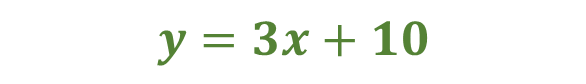 y = 3x + 10